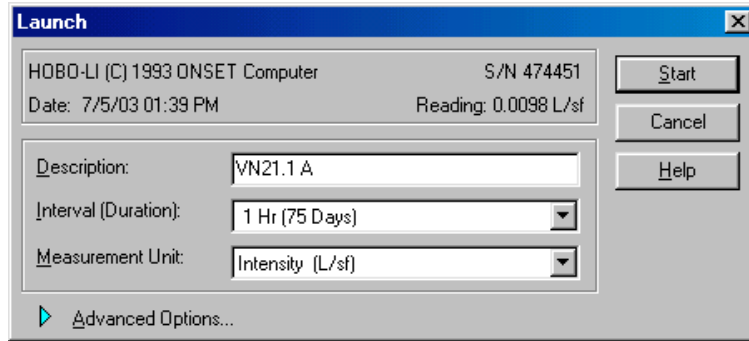 Launch
HOBO-LI (C) 1993 ONSET Computer S/N 474451
Date: 7/5/03 01:39 PM Reading: 0.0098 L/sf
Start
Cancel
Help
Description: VN21.1 A
Interval (Duration): 1 Hr (75 Days)
Measurement Unit: Intensity (L/sf)
Advanced Options...